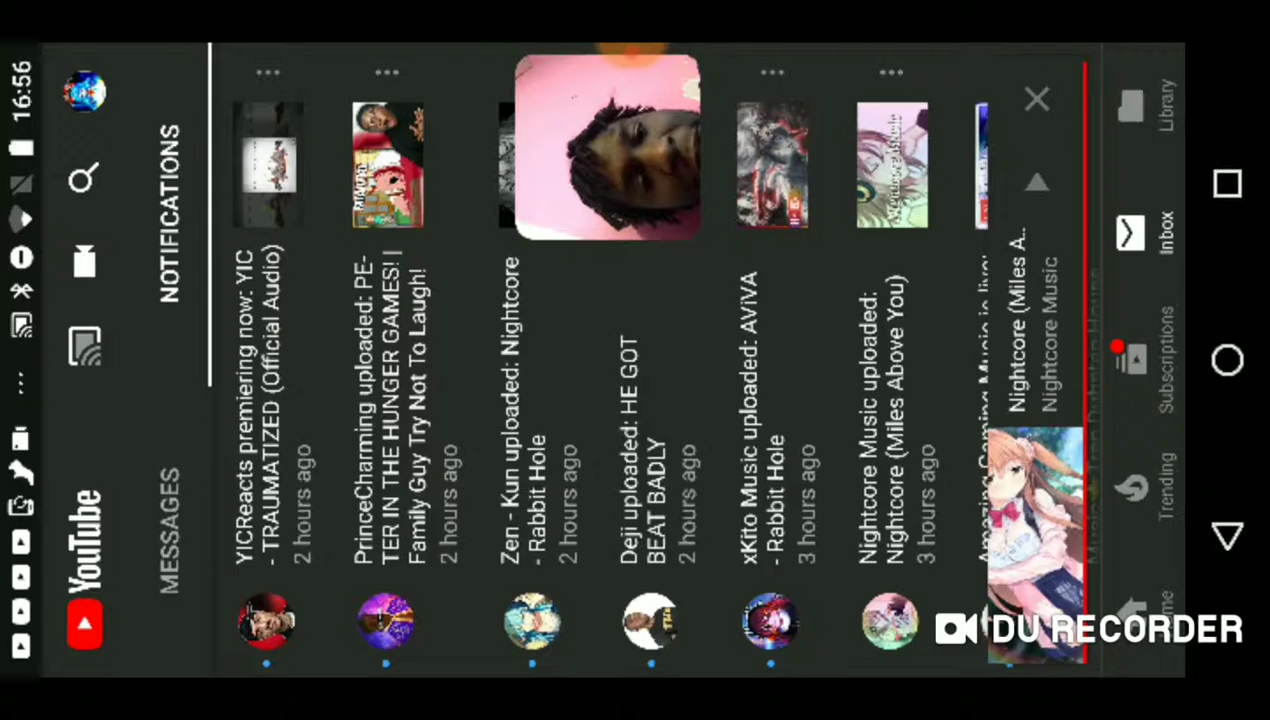 16:56
YouTube
MESSAGES
NOTIFICATIONS
YICReacts premiering now: YIC
- TRAUMATIZED (Official Audio)
2 hours ago
PrinceCharming uploaded: PE-
TER IN THE HUNGER GAMES! |
Family Guy Try Not To Laugh!
2 hours ago
Zen - Kun uploaded: Nightcore
- Rabbit Hole
2 hours ago
Deji uploaded: HE GOT
BEAT BADLY
2 hours ago
xKito Music uploaded: AViVA
- Rabbit Hole
3 hours ago
Nightcore Music uploaded:
Nightcore (Miles Above You)
3 hours ago
Nightcore (Miles A..
Nightcore Music
Trending
Subscriptions
Inbox
Library
DU RECORDER